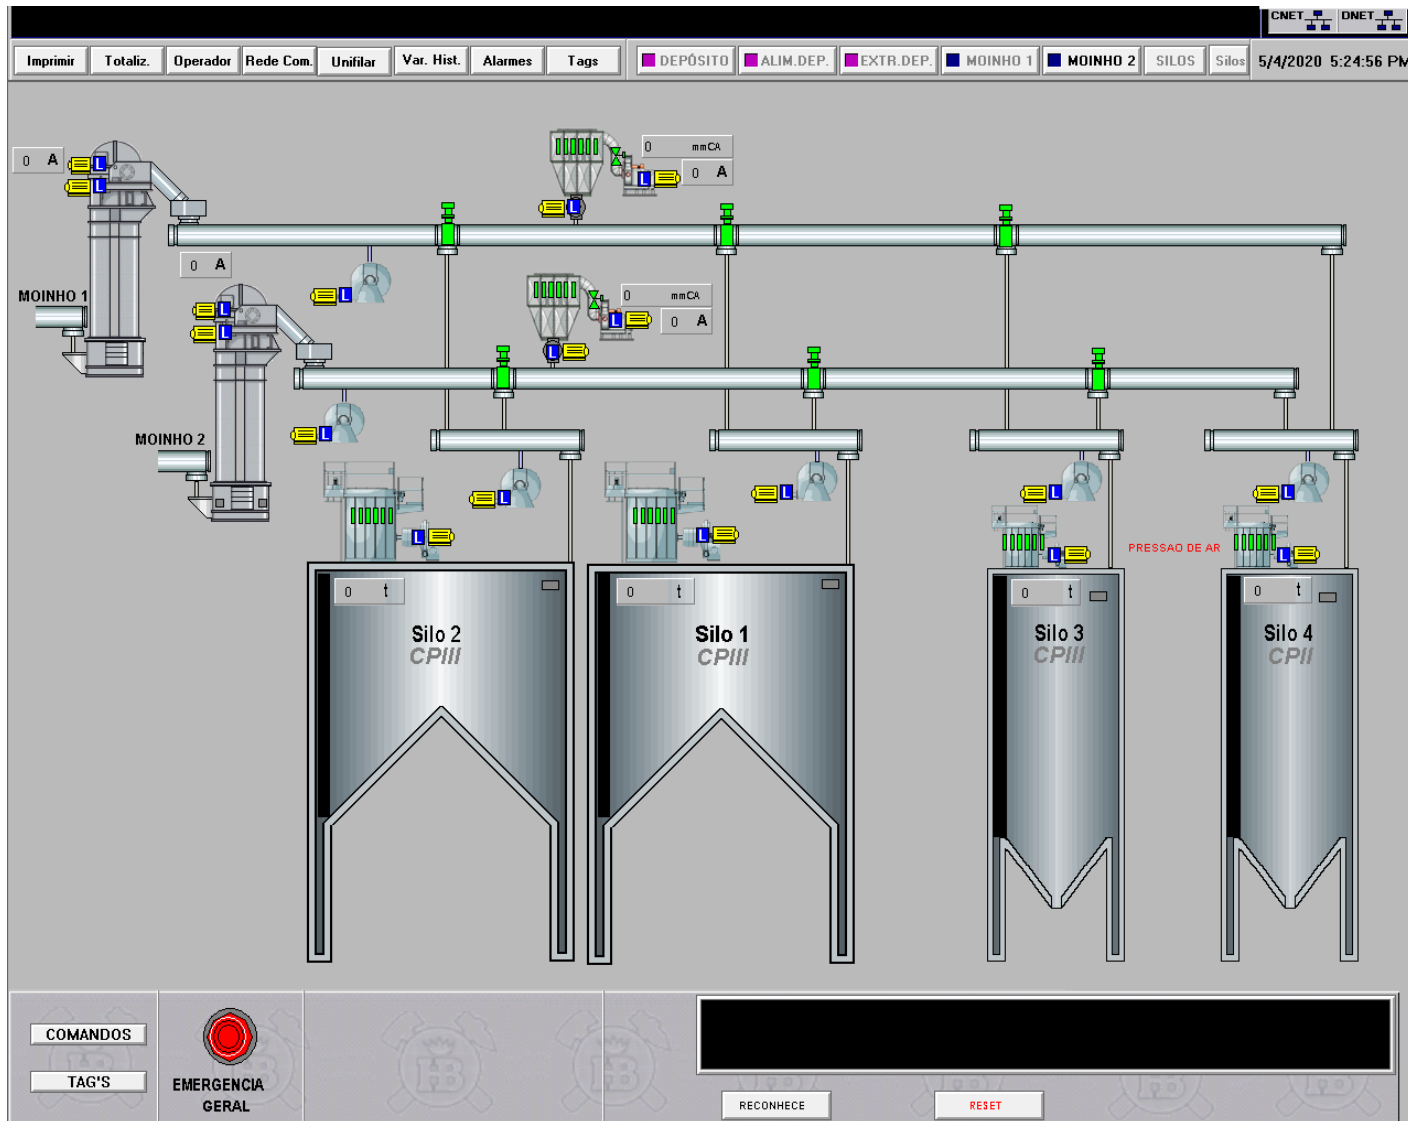 CNET DNET
Imprimir Totaliz. Operador Rede Com. Unifilar Var. Hist. Alarmes Tags DEPÓSITO ALIM.DEP. EXTR.DEP. MOINHO 1 MOINHO 2 SILOS Silos 5/4/2020 5:24:56 PM
0 mmCA
0 A
L
L
0 A
L
L
0 A
L
MOINHO 1
0 mmCA
L
0 A
L
L
L
L
MOINHO 2
L
L
L
L
L
L
L
L
PRESSAO DE AR
L
L
0 t
0 t
0 t
0 t
Silo 2
CPIII
Silo 1
CPIII
Silo 3
CPIII
Silo 4
CPII
COMANDOS
TAG'S
EMERGENCIA
GERAL
HB
HB
RECONHECE
RESET